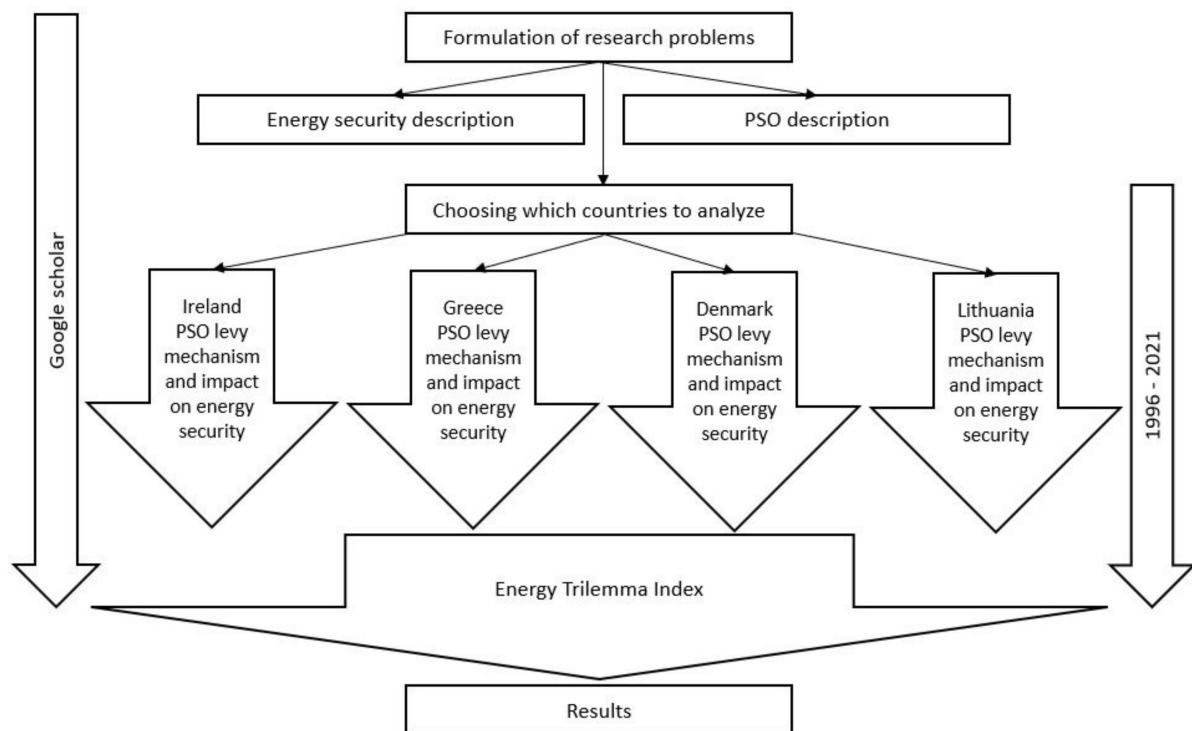 Formulation of research problems
Energy security description
PSO description
Choosing which countries to analyze
Google scholar
Ireland
PSO levy
mechanism
and impact
on energy
security
Greece
PSO levy
mechanism
and impact
on energy
security
Denmark
PSO levy
mechanism
and impact
on energy
security
Lithuania
PSO levy
mechanism
and impact
on energy
security
1996 - 2021
Energy Trilemma Index
Results